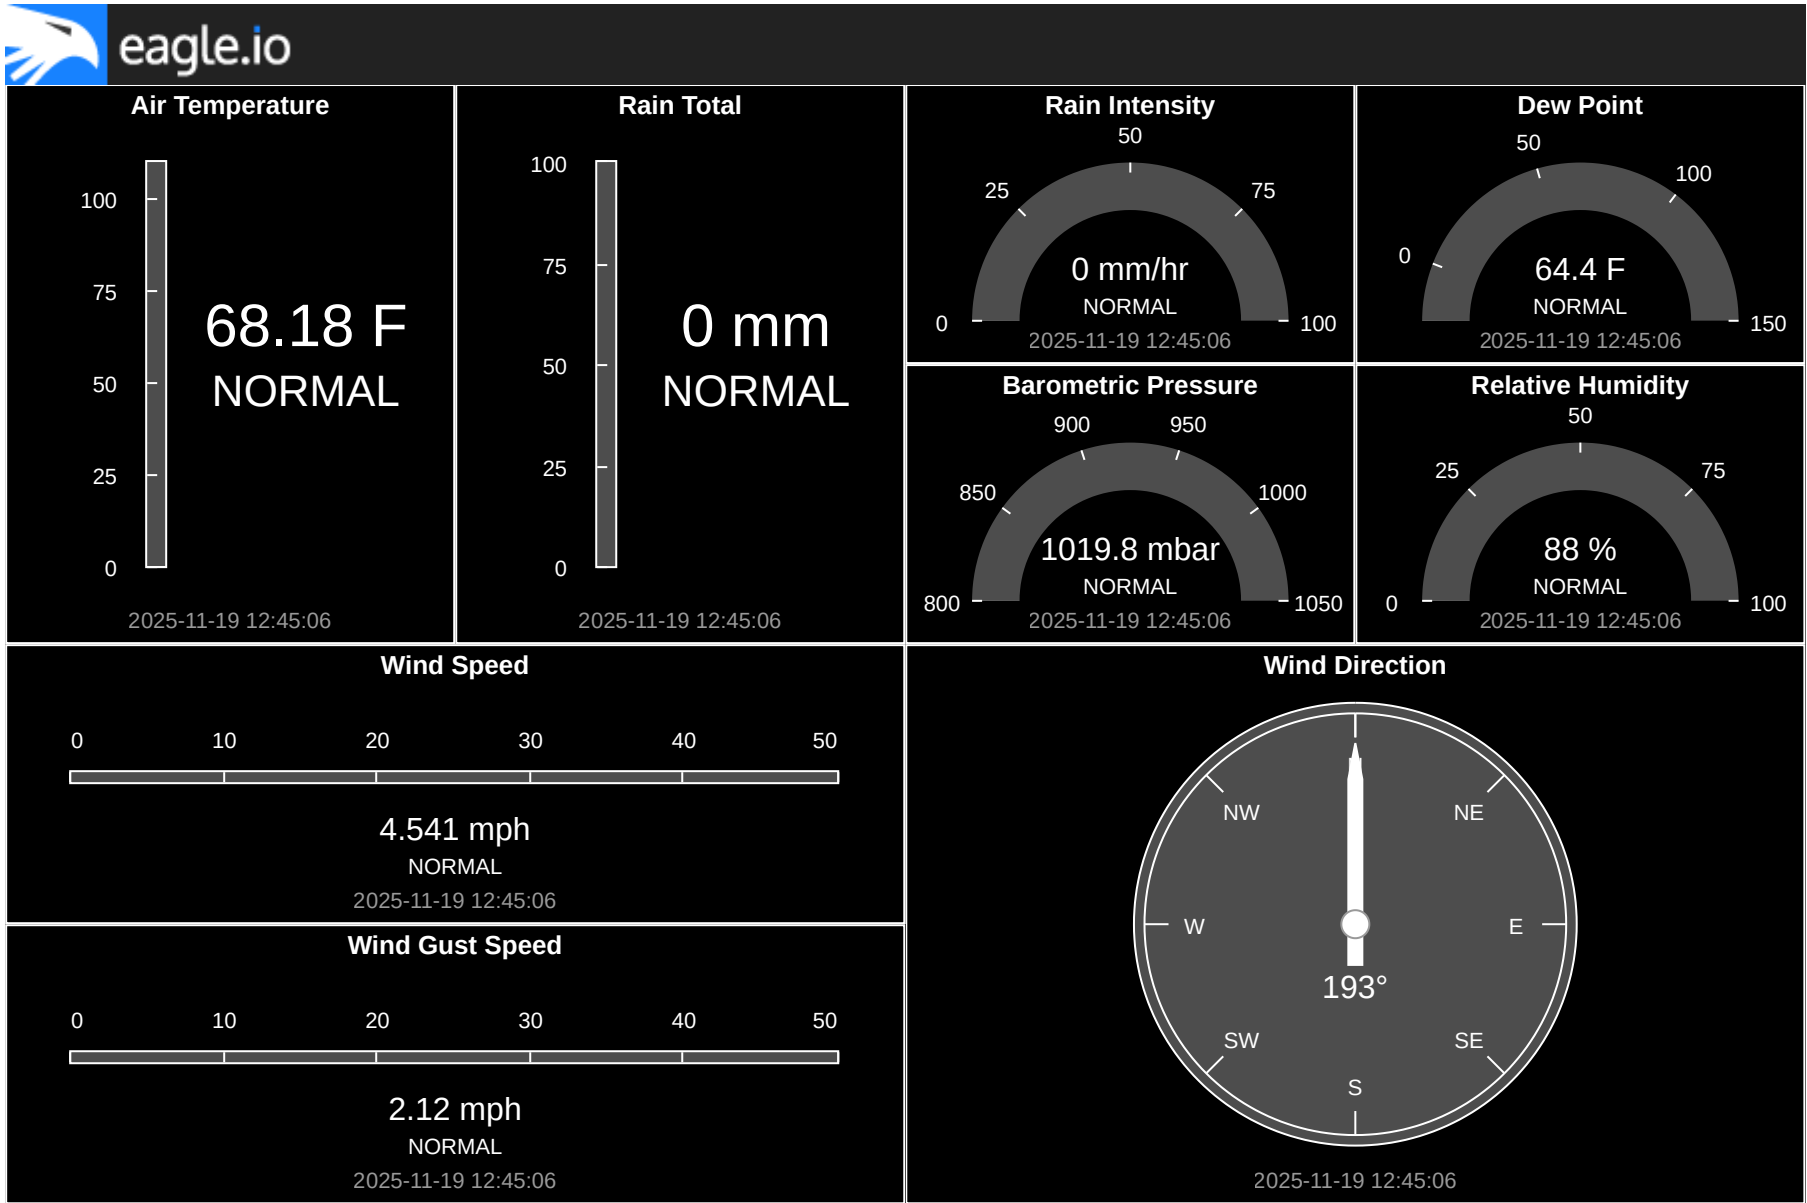 eagle.io
Air Temperature
100
75
50
25
0
68.18 F
NORMAL
2025-11-19 12:45:06
Rain Total
100
75
50
25
0
0 mm
NORMAL
2025-11-19 12:45:06
Rain Intensity
50
25
75
0
100
0 mm/hr
NORMAL
2025-11-19 12:45:06
Dew Point
50
100
0
150
64.4 F
NORMAL
2025-11-19 12:45:06
Barometric Pressure
900
950
850
1000
800
1050
1019.8 mbar
NORMAL
2025-11-19 12:45:06
Relative Humidity
50
25
75
0
100
88 %
NORMAL
2025-11-19 12:45:06
Wind Speed
0 10 20 30 40 50
4.541 mph
NORMAL
2025-11-19 12:45:06
Wind Gust Speed
0 10 20 30 40 50
2.12 mph
NORMAL
2025-11-19 12:45:06
Wind Direction
NW NE
W E
193°
SW SE
S
2025-11-19 12:45:06